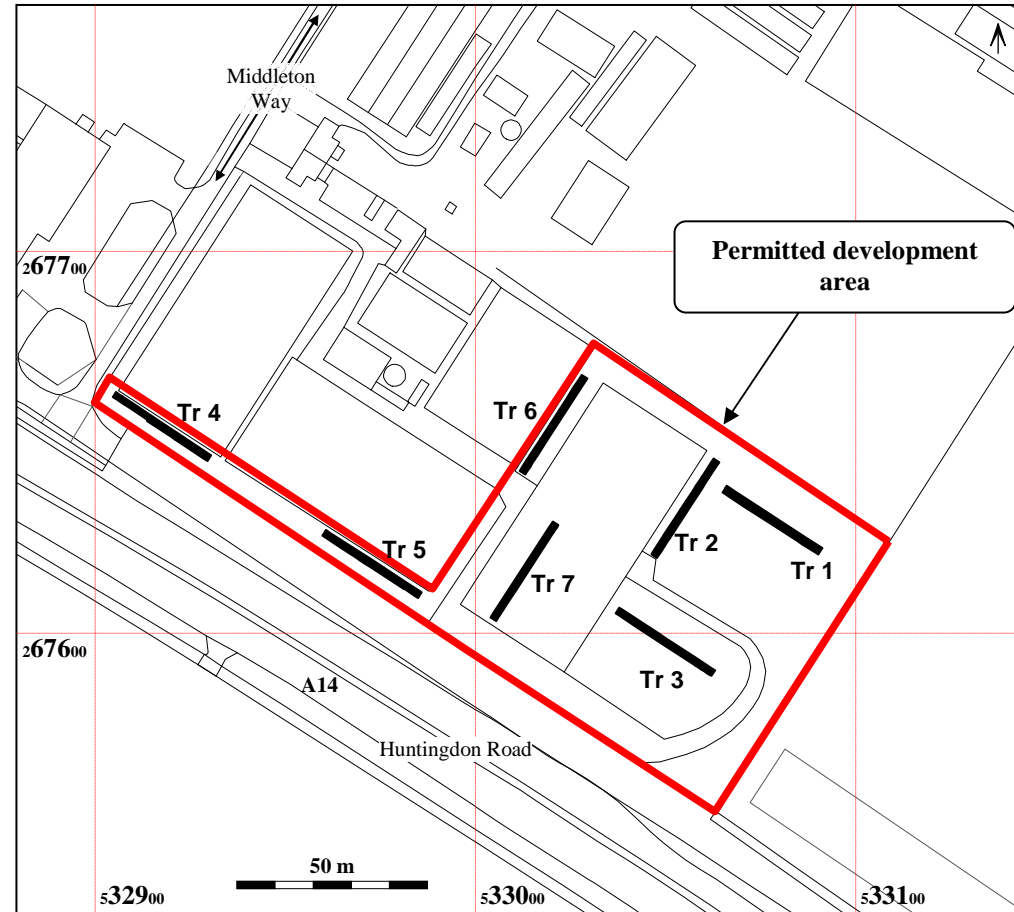 Middleton
Way
267700
Permitted development
area
Tr 4
Tr 6
Tr 5
Tr 2
Tr 1
Tr 7
267600
Tr 3
A14
Huntingdon Road
50 m
532900
533000
533100